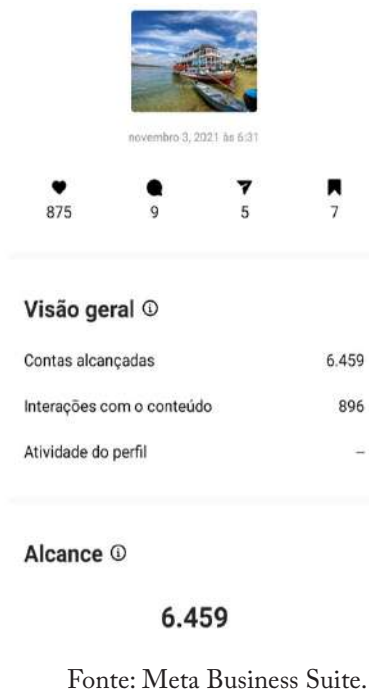 novembro 3, 2021 às 6:31
875 9 5 7
Visão geral
Contas alcançadas 6.459
Interações com o conteúdo 896
Atividade do perfil --
Alcance
6.459
Fonte: Meta Business Suite.